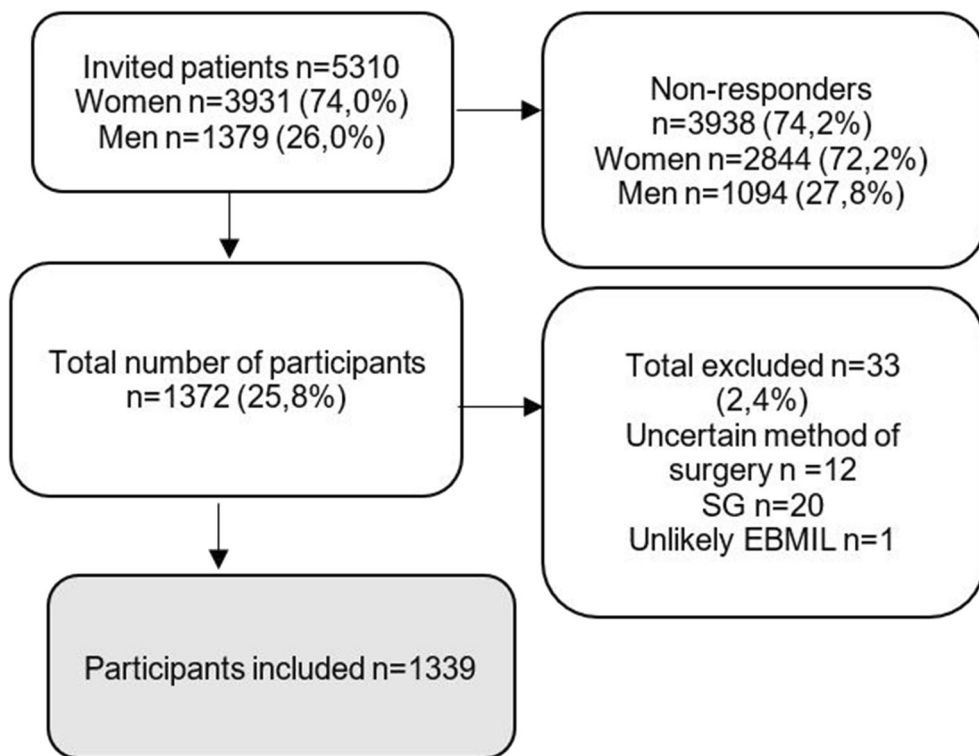 Invited patients n=5310
Women n=3931 (74,0%)
Men n=1379 (26,0%)
Non-responders
n=3938 (74,2%)
Women n=2844 (72,2%)
Men n=1094 (27,8%)
Total number of participants
n=1372 (25,8%)
Total excluded n=33
(2,4%)
Uncertain method of
surgery n =12
SG n=20
Unlikely EBMIL n=1
Participants included n=1339